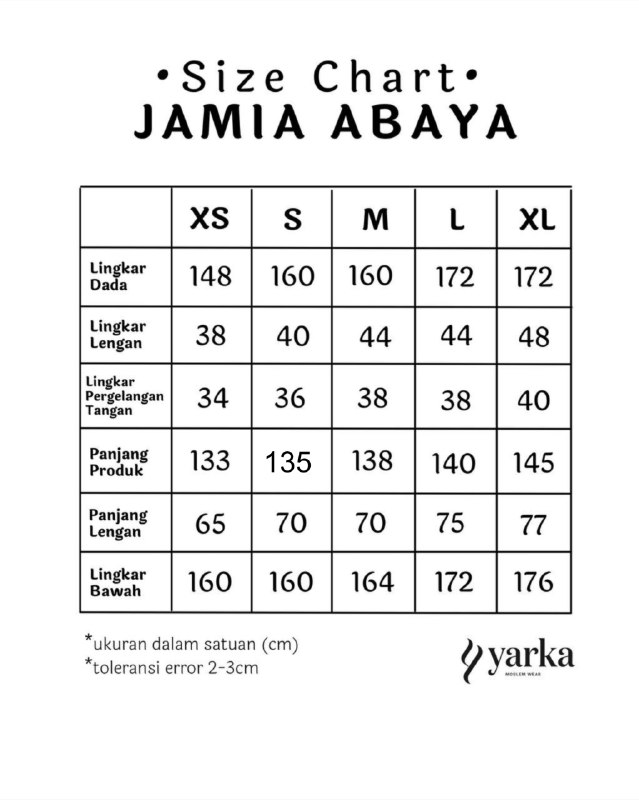 •Size Chart•
JAMIA ABAYA
XS S M L XL
Lingkar Dada 148 160 160 172 172
Lingkar Lengan 38 40 44 44 48
Lingkar Pergelangan Tangan 34 36 38 38 40
Panjang Produk 133 135 138 140 145
Panjang Lengan 65 70 70 75 77
Lingkar Bawah 160 160 164 172 176
*ukuran dalam satuan (cm)
*toleransi error 2-3cm
yarka
MOSLEM WEAR